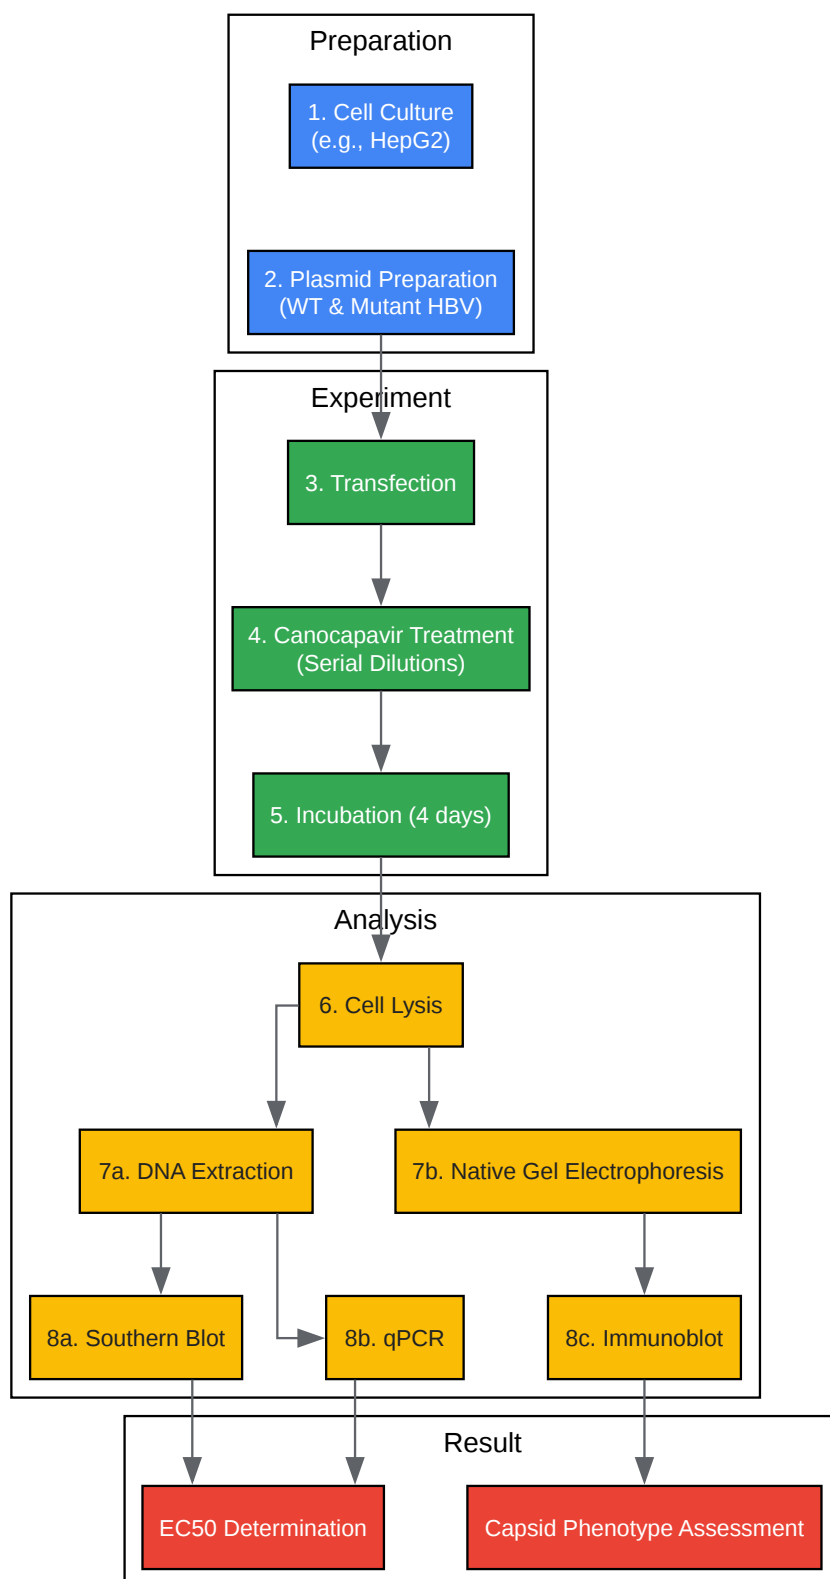 Preparation
1. Cell Culture
(e.g., HepG2)
2. Plasmid Preparation
(WT & Mutant HBV)
Experiment
3. Transfection
4. Canocapavir Treatment
(Serial Dilutions)
5. Incubation (4 days)
Analysis
6. Cell Lysis
7a. DNA Extraction
7b. Native Gel Electrophoresis
8a. Southern Blot
8b. qPCR
8c. Immunoblot
Result
EC50 Determination
Capsid Phenotype Assessment